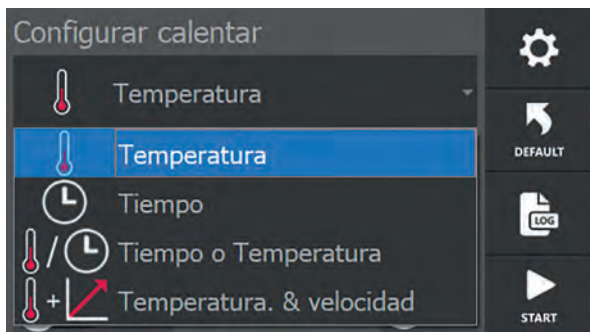 Configurar calentar
Temperatura
Temperatura
DEFAULT
Tiempo
LOG
Tiempo o Temperatura
Temperatura. & velocidad
START